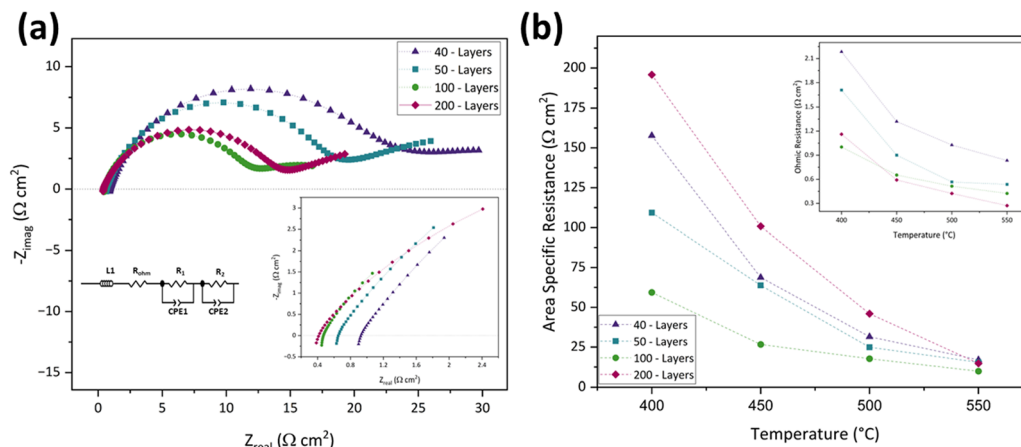 (a)
10
5
0
−5
−10
−15
-Zimag (Ω cm²)
40 - Layers
50 - Layers
100 - Layers
200 - Layers
L1
Rohm
R1
R2
CPE1
CPE2
3
2.5
2
1.5
1
0.5
0
−0.5
-Zimag (Ω cm²)
0.4 0.8 1.2 1.6 2 2.4
Zreal (Ω cm²)
0 5 10 15 20 25 30
Zreal (Ω cm²)
(b)
200
175
150
125
100
75
50
25
0
Area Specific Resistance (Ω cm²)
2.1
1.8
1.5
1.2
0.9
0.6
0.3
Ohmic Resistance (Ω cm²)
400 450 500 550
Temperature (°C)
40 - Layers
50 - Layers
100 - Layers
200 - Layers
400 450 500 550
Temperature (°C)